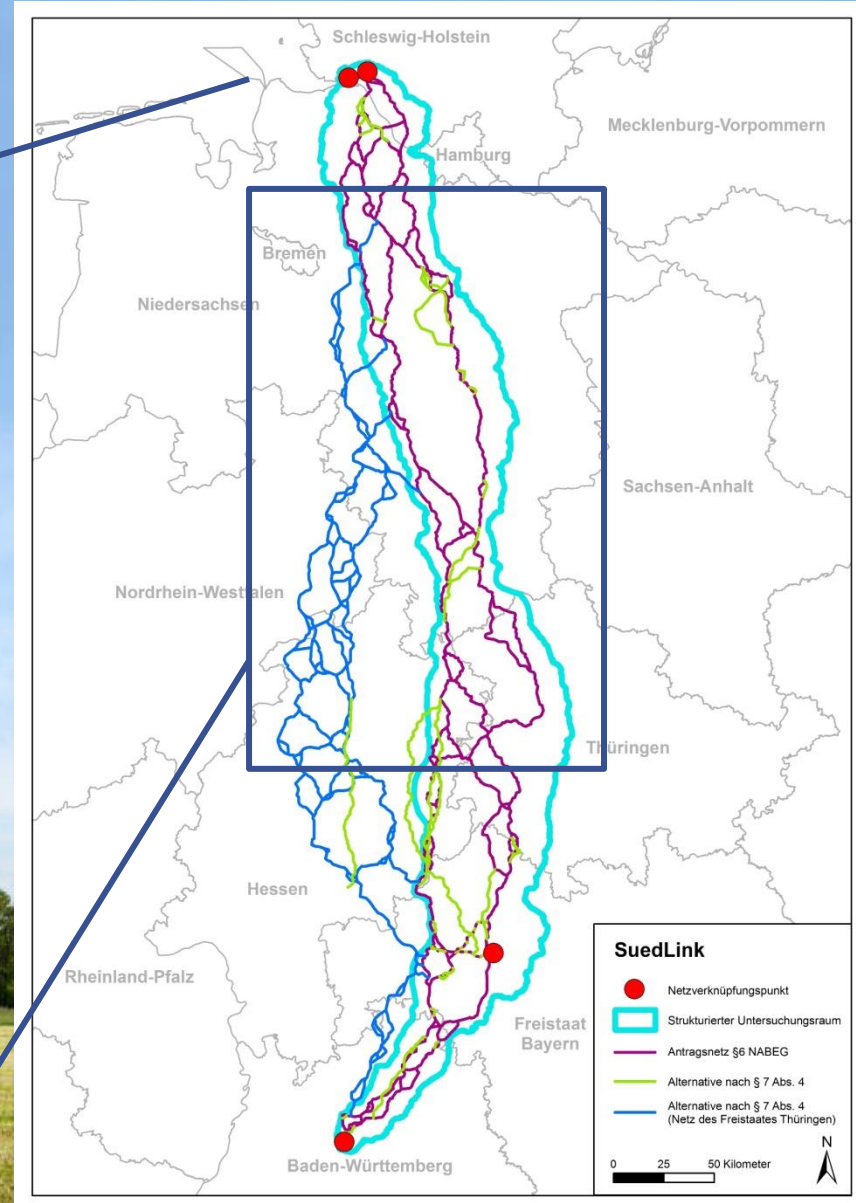 Schleswig-Holstein
Mecklenburg-Vorpommern
Hamburg
Bremen
Niedersachsen
Sachsen-Anhalt
Nordrhein-Westfalen
Thüringen
Hessen
Rheinland-Pfalz
Freistaat
Bayern
Baden-Württemberg
SuedLink
Netzverknüpfungspunkt
Strukturierter Untersuchungsraum
Antragsnetz §6 NABEG
Alternative nach § 7 Abs. 4
Alternative nach § 7 Abs. 4
(Netz des Freistaates Thüringen)
N
0 25 50 Kilometer